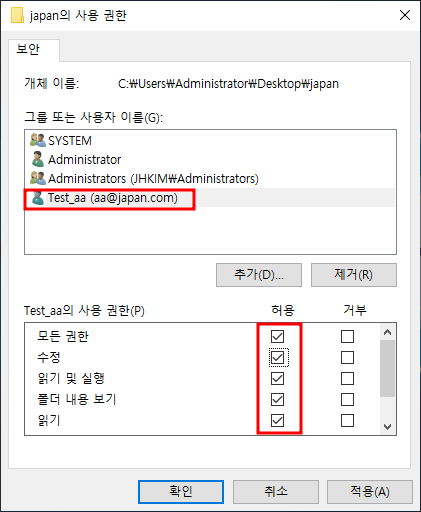 japan의 사용 권한
보안
개체 이름: C:₩Users₩Administrator₩Desktop₩japan
그룹 또는 사용자 이름(G):
SYSTEM
Administrator
Administrators (JHKIM₩Administrators)
Test_aa (aa@japan.com)
추가(D)... 제거(R)
Test_aa의 사용 권한(P) 허용 거부
모든 권한
수정
읽기 및 실행
폴더 내용 보기
읽기
확인 취소 적용(A)